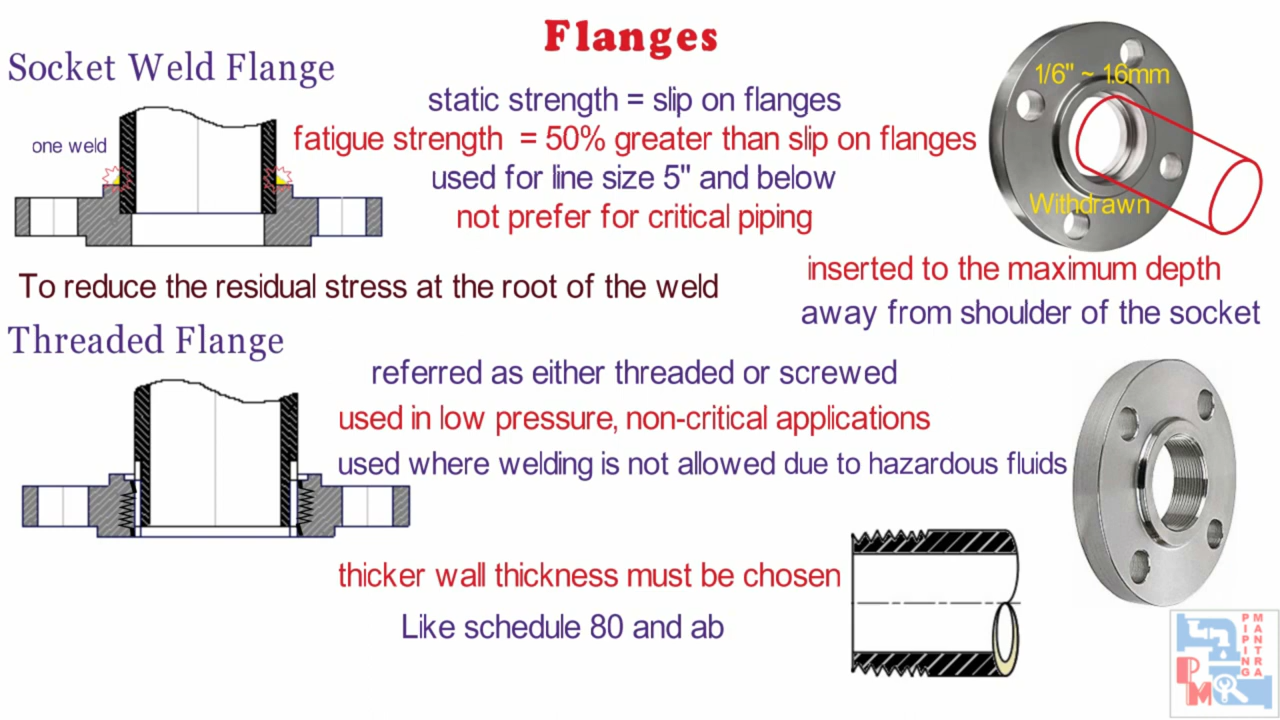 Flanges
Socket Weld Flange
one weld
static strength = slip on flanges
fatigue strength = 50% greater than slip on flanges
used for line size 5" and below
not prefer for critical piping
1/6" ~ 1.6mm
Withdrawn
inserted to the maximum depth
away from shoulder of the socket
To reduce the residual stress at the root of the weld
Threaded Flange
referred as either threaded or screwed
used in low pressure, non-critical applications
used where welding is not allowed due to hazardous fluids
thicker wall thickness must be chosen
Like schedule 80 and ab
PIPING
MANTRA
PM